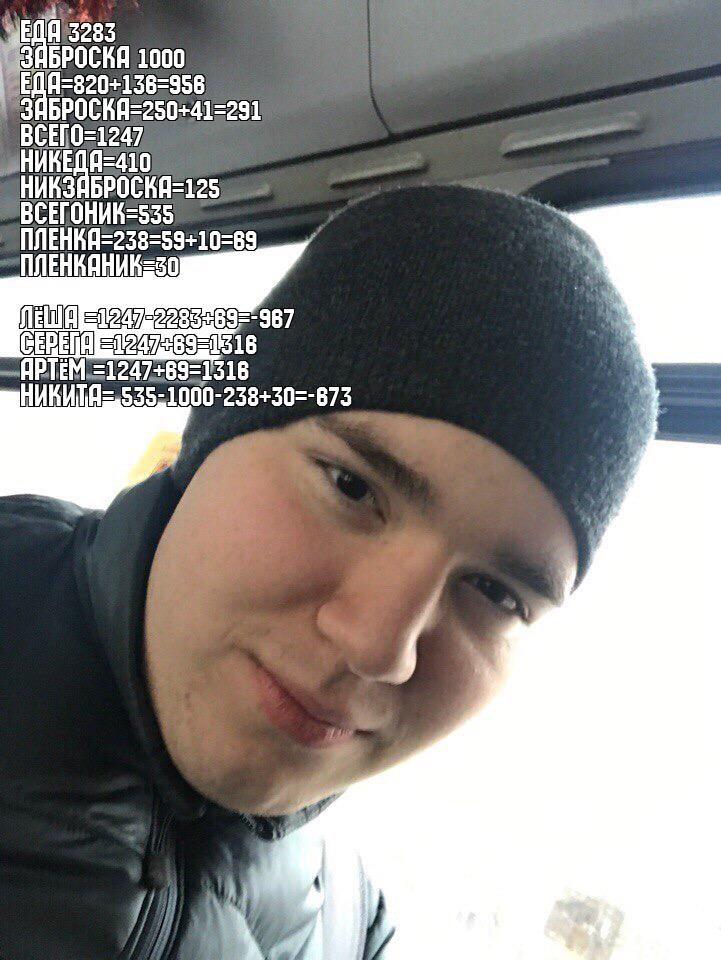 ЕДА 3283
ЗАБРОСКА 1000
ЕДА=820+136=956
ЗАБРОСКА=250+41=291
ВСЕГО=1247
НИКЕДА=410
НИКЗАБРОСКА=125
ВСЕГОНИК=535
ПЛЕНКА=238=59+10=69
ПЛЕНКАНИК=30
ЛЁША =1247-2283+69=-967
СЕРЕГА =1247+69=1316
АРТЁМ =1247+69=1316
НИКИТА= 535-1000-238+30=-673